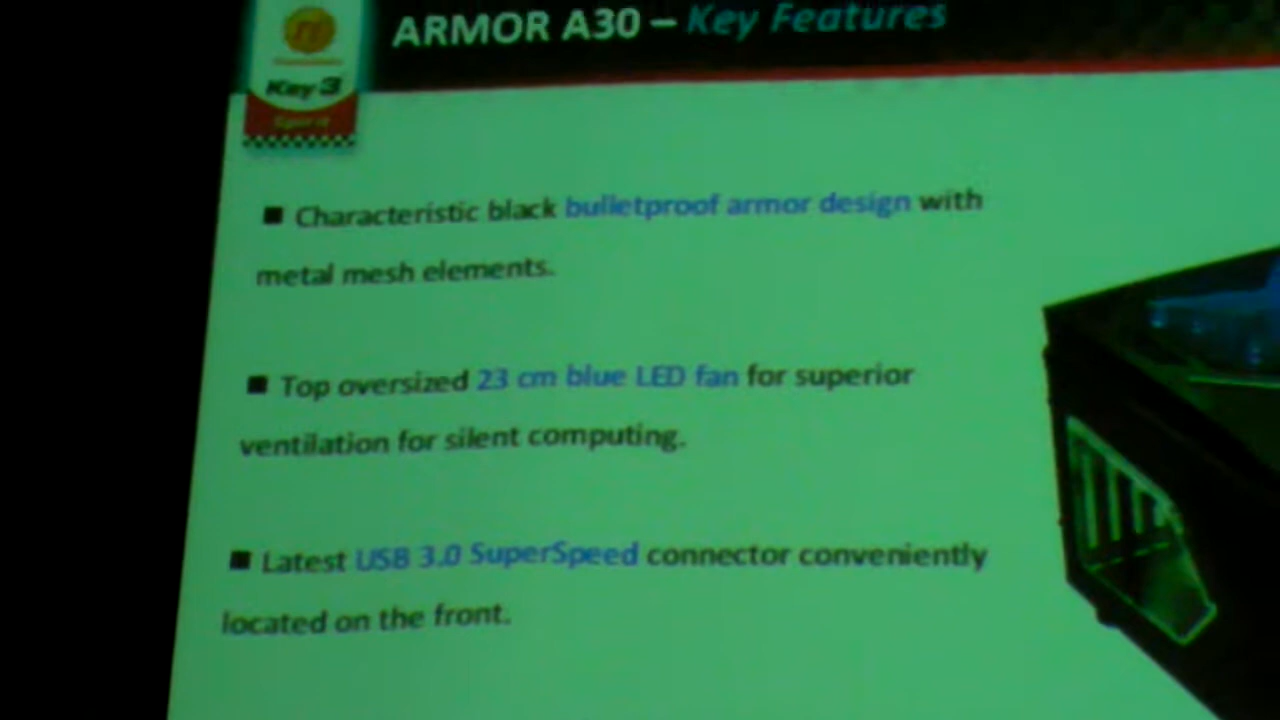 ARMOR A30 – Key Features
Key 3
Spirit
■ Characteristic black bulletproof armor design with
metal mesh elements.
■ Top oversized 23 cm blue LED fan for superior
ventilation for silent computing.
■ Latest USB 3.0 SuperSpeed connector conveniently
located on the front.